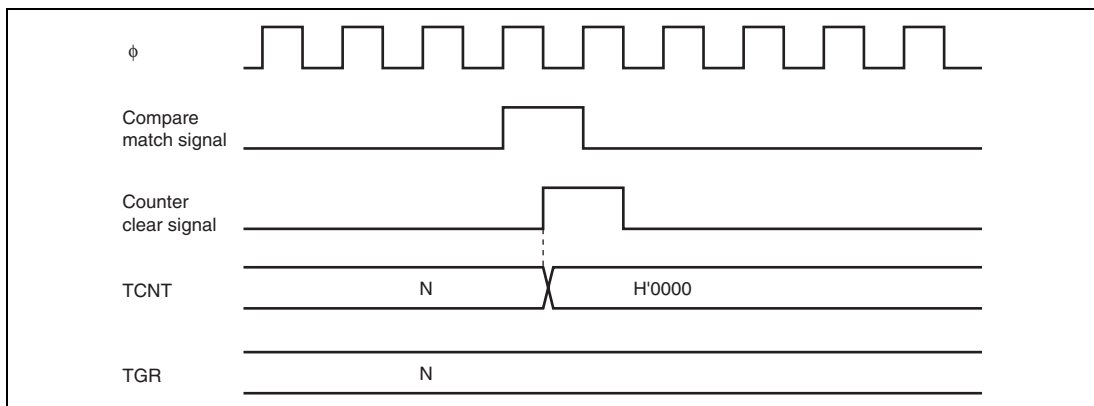 ϕ
Compare
match signal
Counter
clear signal
TCNT
N
H'0000
TGR
N